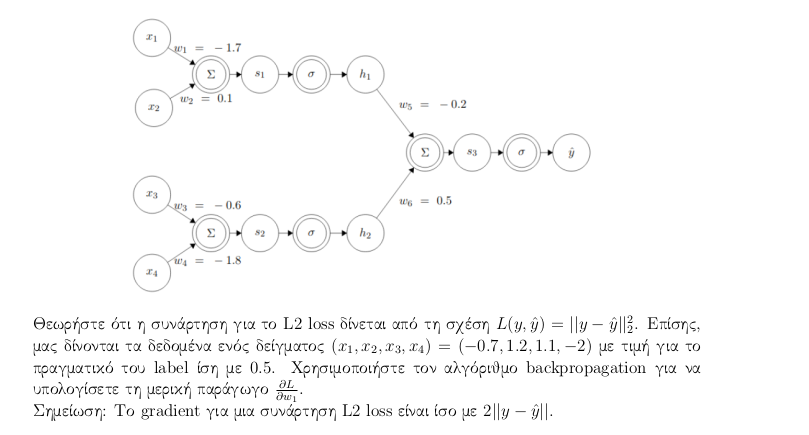 x₁
w₁ = −1.7
Σ s₁ σ h₁
x₂ w₂ = 0.1
w₅ = −0.2
Σ s₃ σ ŷ
x₃
w₃ = −0.6
w₆ = 0.5
Σ s₂ σ h₂
x₄ w₄ = −1.8
Θεωρήστε ότι η συνάρτηση για το L2 loss δίνεται από τη σχέση L(y, ŷ) = ||y − ŷ||₂². Επίσης,
μας δίνονται τα δεδομένα ενός δείγματος (x₁, x₂, x₃, x₄) = (−0.7, 1.2, 1.1, −2) με τιμή για το
πραγματικό του label ίση με 0.5. Χρησιμοποιήστε τον αλγόριθμο backpropagation για να
υπολογίσετε τη μερική παράγωγο ∂L/∂w₁.
Σημείωση: Το gradient για μια συνάρτηση L2 loss είναι ίσο με 2||y − ŷ||.